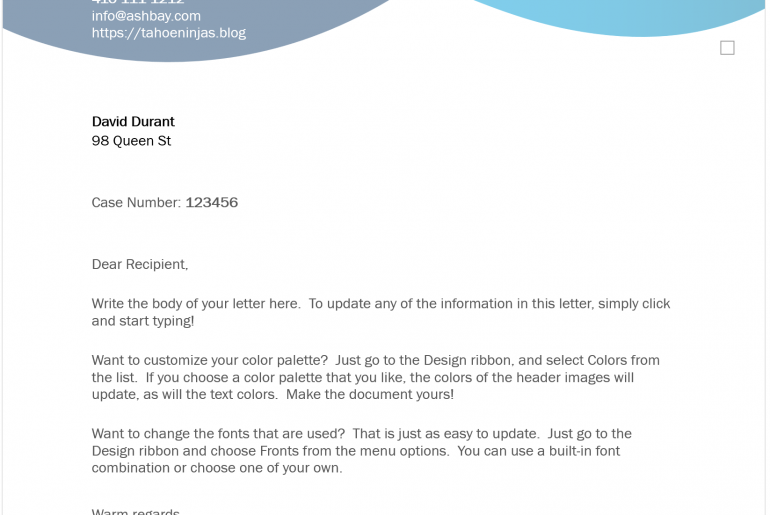 416 111 1212
info@ashbay.com
https://tahoeninjas.blog
David Durant
98 Queen St
Case Number: 123456
Dear Recipient,
Write the body of your letter here.  To update any of the information in this letter, simply click
and start typing!
Want to customize your color palette?  Just go to the Design ribbon, and select Colors from
the list.  If you choose a color palette that you like, the colors of the header images will
update, as will the text colors.  Make the document yours!
Want to change the fonts that are used?  That is just as easy to update.  Just go to the
Design ribbon and choose Fronts from the menu options.  You can use a built-in font
combination or choose one of your own.
Warm regards